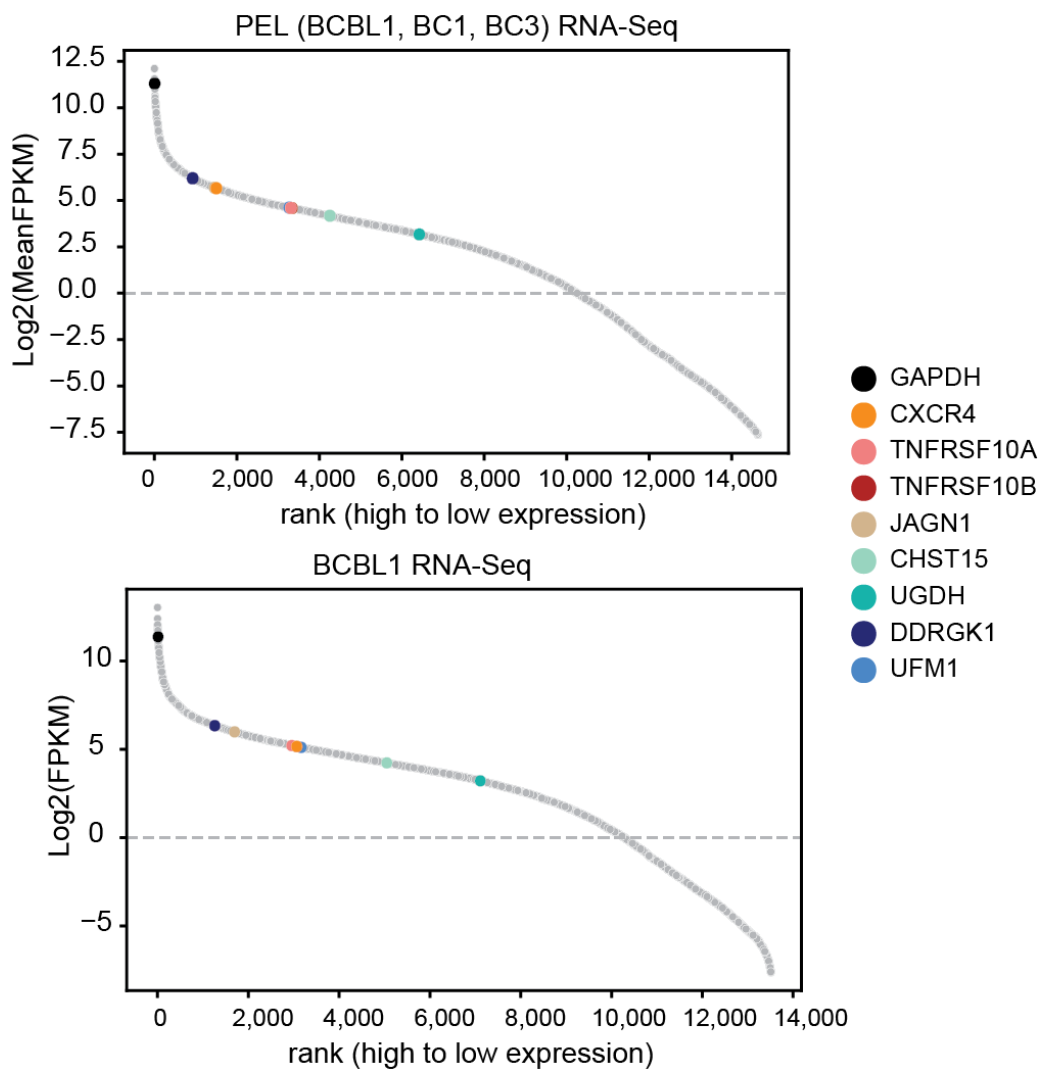 PEL (BCBL1, BC1, BC3) RNA-Seq
Log2(MeanFPKM)
12.5
10.0
7.5
5.0
2.5
0.0
−2.5
−5.0
−7.5
0 2,000 4,000 6,000 8,000 10,000 12,000 14,000
rank (high to low expression)
GAPDH
CXCR4
TNFRSF10A
TNFRSF10B
JAGN1
CHST15
UGDH
DDRGK1
UFM1
BCBL1 RNA-Seq
Log2(FPKM)
10
5
0
−5
0 2,000 4,000 6,000 8,000 10,000 12,000 14,000
rank (high to low expression)